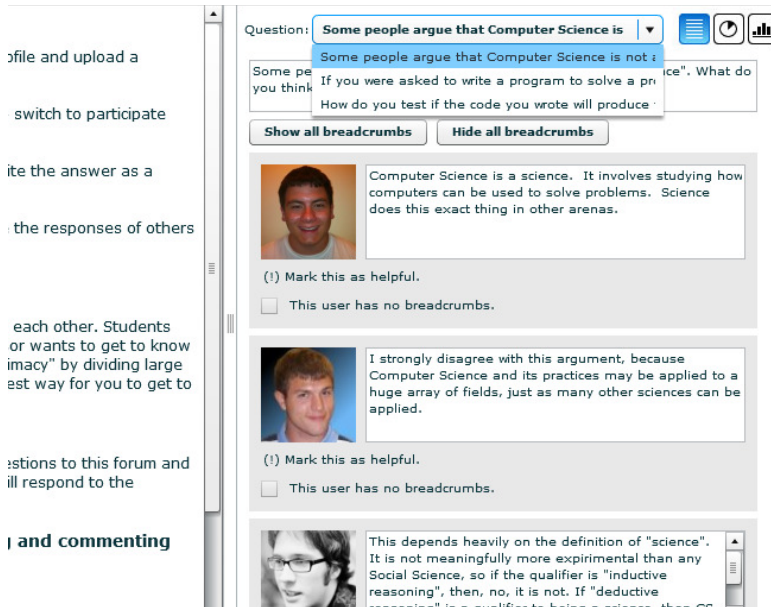 ofile and upload a
switch to participate
ite the answer as a
the responses of others
each other. Students
or wants to get to know
imacy" by dividing large
est way for you to get to
estions to this forum and
ill respond to the
and commenting
Question: Some people argue that Computer Science is
Some people argue that Computer Science is not a
If you were asked to write a program to solve a pro
How do you test if the code you wrote will produce
Some pe ce". What do
you think
Show all breadcrumbs Hide all breadcrumbs
Computer Science is a science. It involves studying how
computers can be used to solve problems. Science
does this exact thing in other arenas.
(!) Mark this as helpful.
This user has no breadcrumbs.
I strongly disagree with this argument, because
Computer Science and its practices may be applied to a
huge array of fields, just as many other sciences can be
applied.
(!) Mark this as helpful.
This user has no breadcrumbs.
This depends heavily on the definition of "science".
It is not meaningfully more expirimental than any
Social Science, so if the qualifier is "inductive
reasoning", then, no, it is not. If "deductive
reasoning" is a qualifier to being a science, then CS